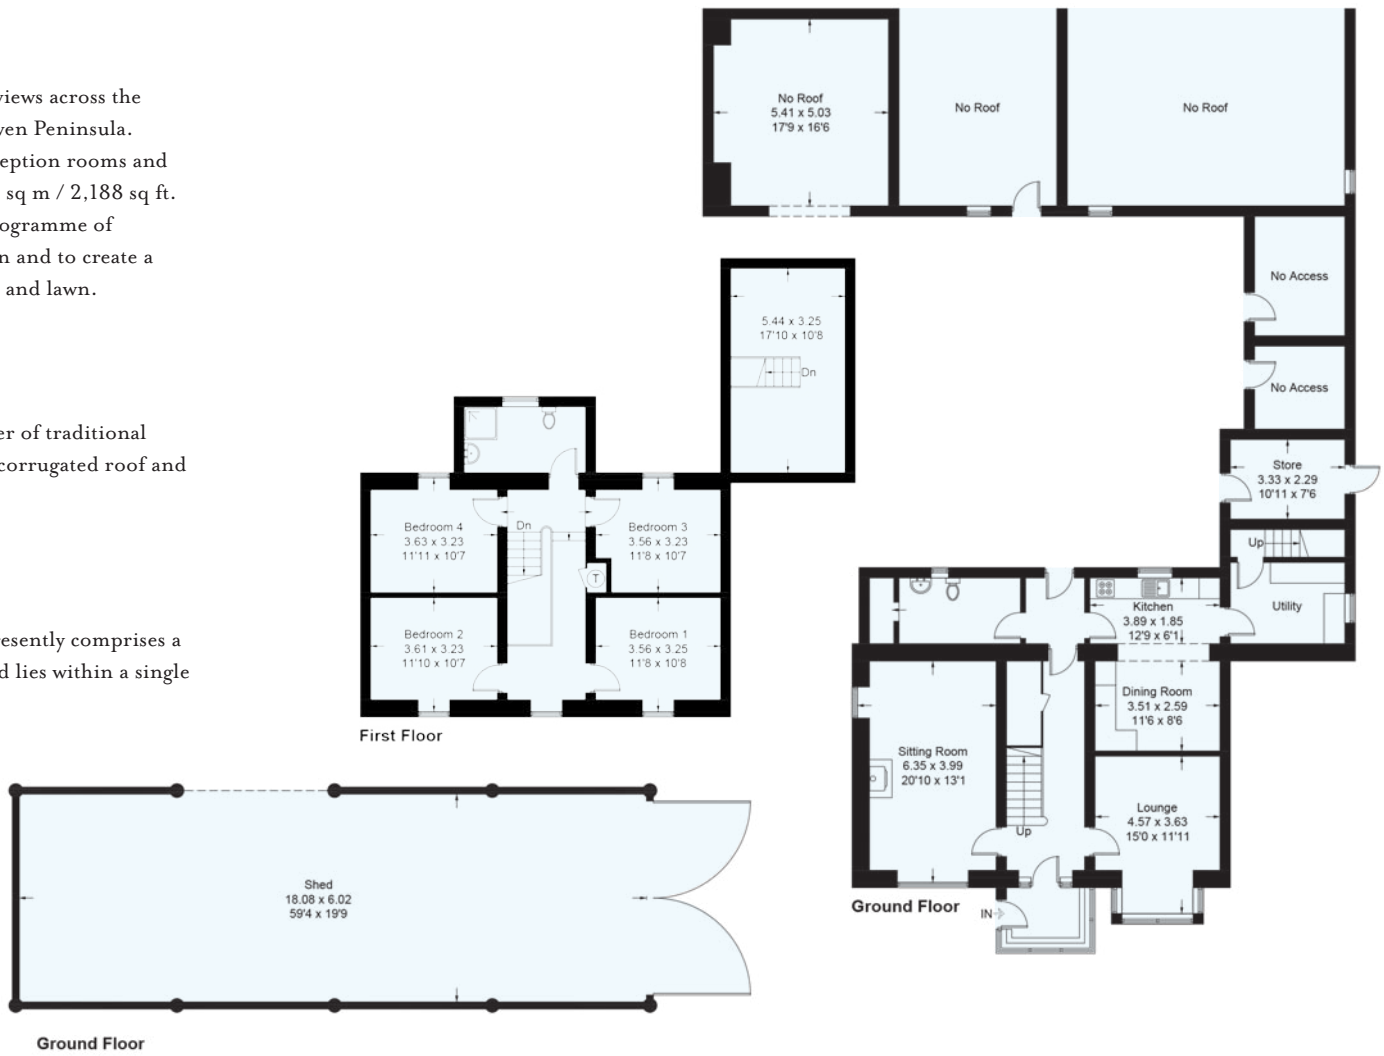 views across the
ven Peninsula.
eption rooms and
sq m / 2,188 sq ft.
ogramme of
n and to create a
and lawn.
er of traditional
corrugated roof and
resently comprises a
d lies within a single
No Roof
5.41 x 5.03
17'9 x 16'6
No Roof
No Roof
No Access
No Access
Store
3.33 x 2.29
10'11 x 7'6
5.44 x 3.25
17'10 x 10'8
Dn
Bedroom 4
3.63 x 3.23
11'11 x 10'7
Dn
Bedroom 3
3.56 x 3.23
11'8 x 10'7
T
Bedroom 2
3.61 x 3.23
11'10 x 10'7
Bedroom 1
3.56 x 3.25
11'8 x 10'8
First Floor
Up
Kitchen
3.89 x 1.85
12'9 x 6'1
Utility
Dining Room
3.51 x 2.59
11'6 x 8'6
Sitting Room
6.35 x 3.99
20'10 x 13'1
Up
Lounge
4.57 x 3.63
15'0 x 11'11
Ground Floor
IN
Shed
18.08 x 6.02
59'4 x 19'9
Ground Floor